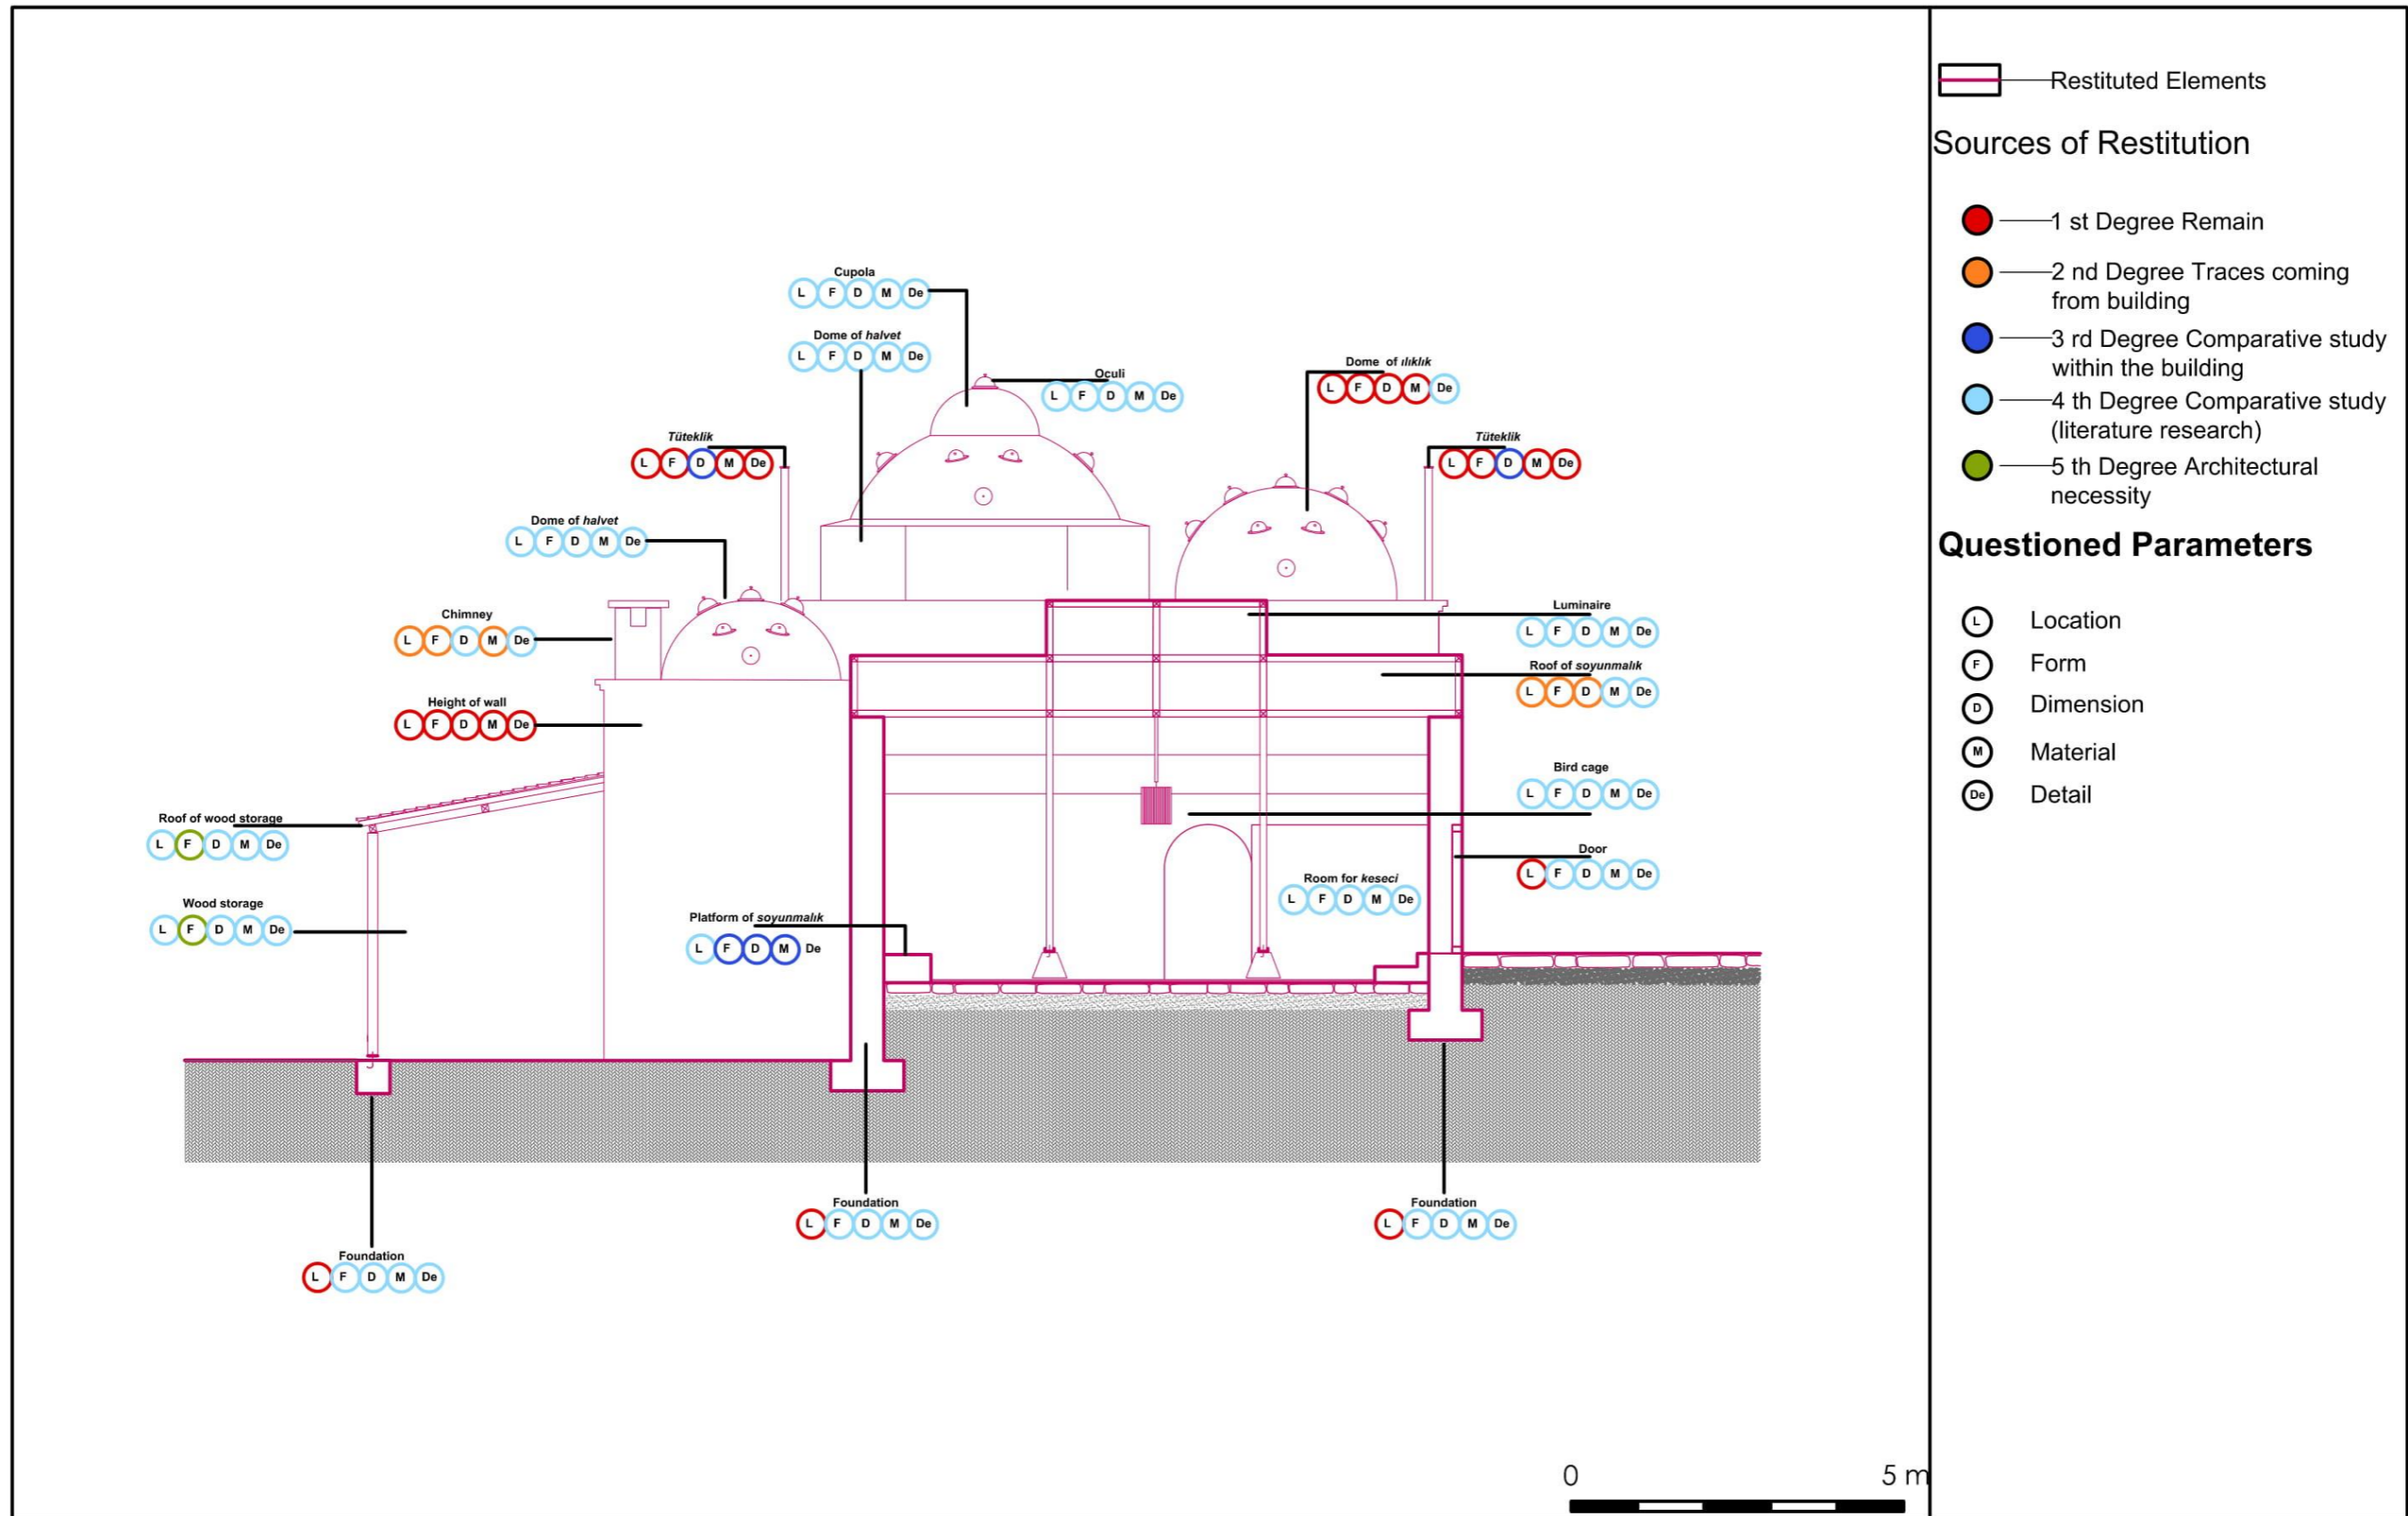 Cupola
L F D M De
Dome of halvet
L F D M De
Oculi
L F D M De
Dome of ılıklık
L F D M De
Tüteklik
L F D M De
Tüteklik
L F D M De
Dome of halvet
L F D M De
Chimney
L F D M De
Luminaire
L F D M De
Roof of soyunmalık
L F D M De
Height of wall
L F D M De
Bird cage
L F D M De
Roof of wood storage
L F D M De
Door
L F D M De
Room for keseci
L F D M De
Wood storage
L F D M De
Platform of soyunmalık
L F D M De
Foundation
L F D M De
Foundation
L F D M De
Foundation
L F D M De
0 5 m
Restituted Elements
Sources of Restitution
1 st Degree Remain
2 nd Degree Traces coming
from building
3 rd Degree Comparative study
within the building
4 th Degree Comparative study
(literature research)
5 th Degree Architectural
necessity
Questioned Parameters
L Location
F Form
D Dimension
M Material
De Detail